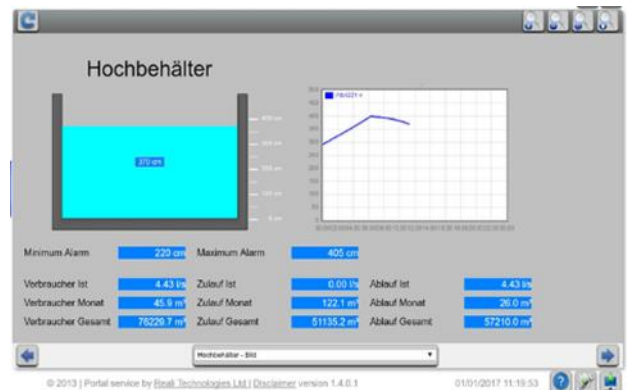 Hochbehälter
370 cm
Minimum Alarm 220 cm Maximum Alarm 405 cm
Verbraucher Ist 4.43 l/s Zulauf Ist 0.00 l/s Ablauf Ist 4.43 l/s
Verbraucher Monat 45.9 m³ Zulauf Monat 122.1 m³ Ablauf Monat 26.0 m³
Verbraucher Gesamt 76229.7 m³ Zulauf Gesamt 51135.2 m³ Ablauf Gesamt 57210.0 m³
Hochbehälter - Bild
© 2013 | Portal service by Reali Technologies Ltd | Disclaimer version 1.4.0.1 01/01/2017 11:19:53